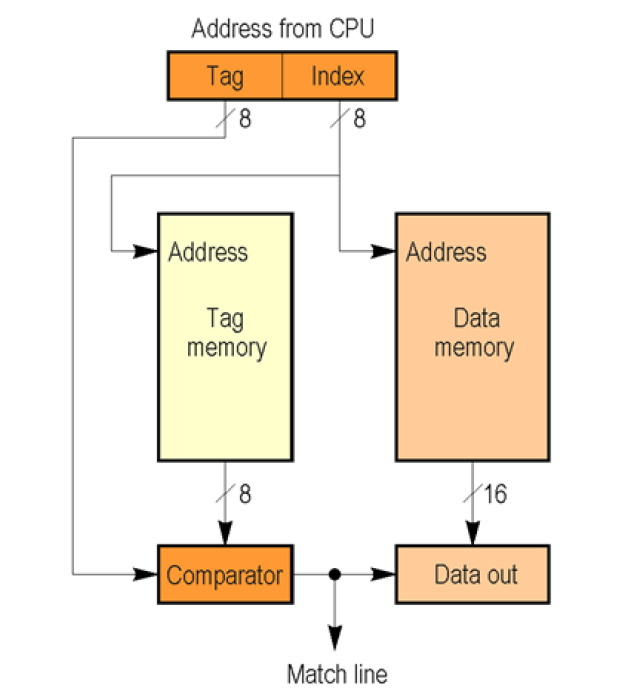 Address from CPU
Tag Index
8 8
Address Address
Tag
memory
Data
memory
8 16
Comparator Data out
Match line